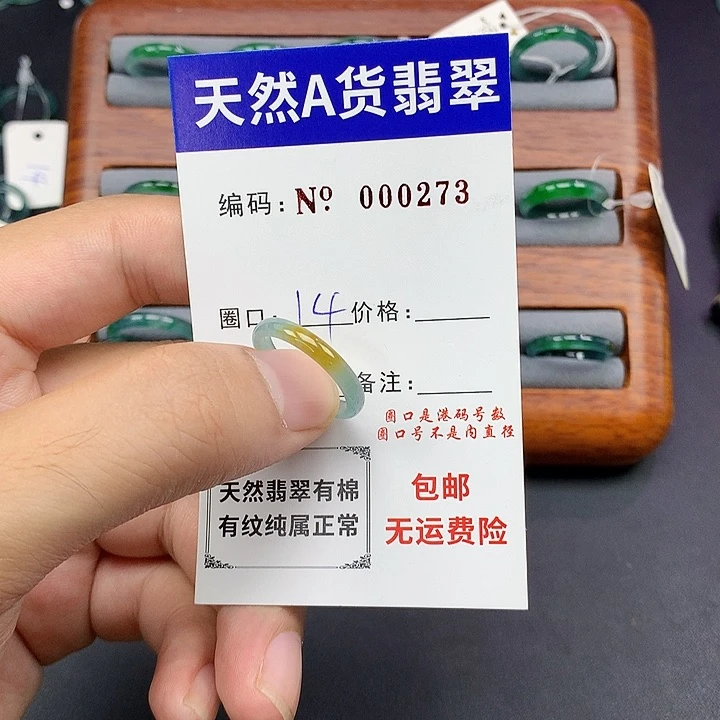 天然A货翡翠
编码: Nº 000273
圈口: 14 价格:
备注:
圈口是港码号数
圈口号不是内直径
天然翡翠有棉
有纹纯属正常
包邮
无运费险